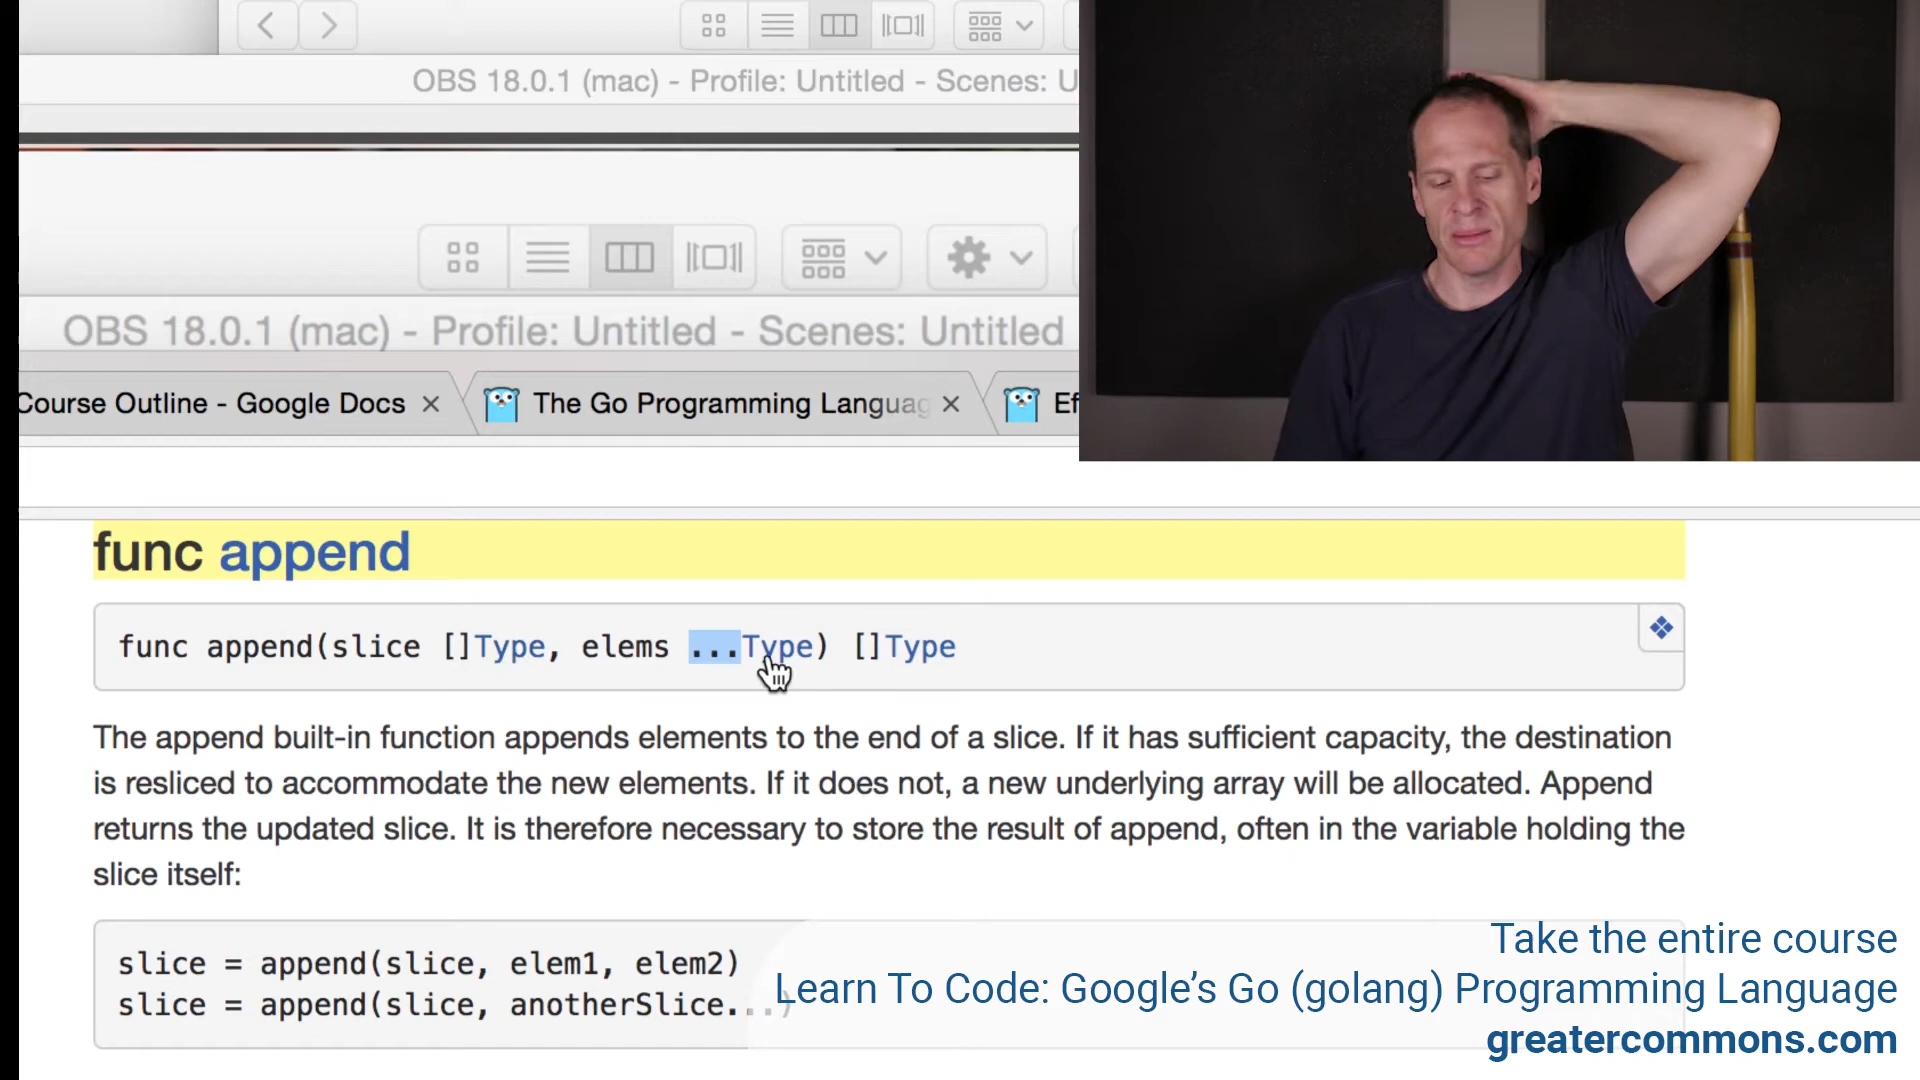 OBS 18.0.1 (mac) - Profile: Untitled - Scenes: U
OBS 18.0.1 (mac) - Profile: Untitled - Scenes: Untitled
Course Outline - Google Docs
The Go Programming Languag
Ef
func append
func append(slice []Type, elems ...Type) []Type
The append built-in function appends elements to the end of a slice. If it has sufficient capacity, the destination
is resliced to accommodate the new elements. If it does not, a new underlying array will be allocated. Append
returns the updated slice. It is therefore necessary to store the result of append, often in the variable holding the
slice itself:
slice = append(slice, elem1, elem2)
slice = append(slice, anotherSlice...)
Take the entire course
Learn To Code: Google’s Go (golang) Programming Language
greatercommons.com